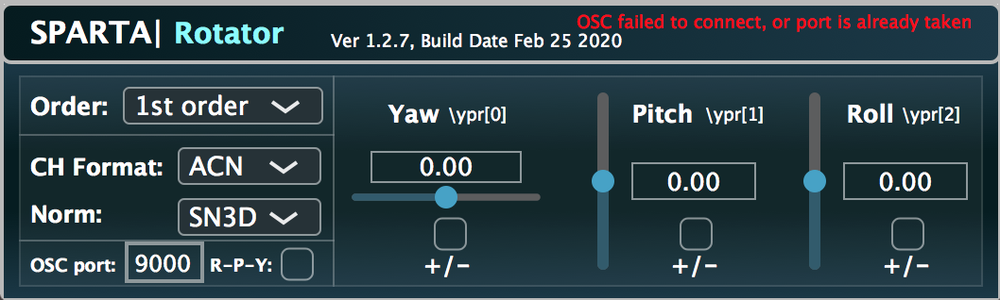 SPARTA| Rotator
Ver 1.2.7, Build Date Feb 25 2020
OSC failed to connect, or port is already taken
Order: 1st order
CH Format: ACN
Norm: SN3D
OSC port: 9000 R-P-Y:
Yaw \ypr[0]
0.00
+/-
Pitch \ypr[1]
0.00
+/-
Roll \ypr[2]
0.00
+/-